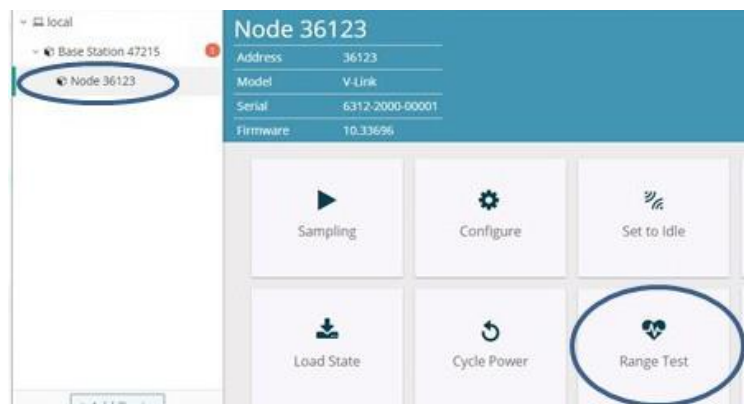 local
Base Station 47215
1
Node 36123
Node 36123
Address 36123
Model V-Link
Serial 6312-2000-00001
Firmware 10.33696
Sampling
Configure
Set to Idle
Load State
Cycle Power
Range Test